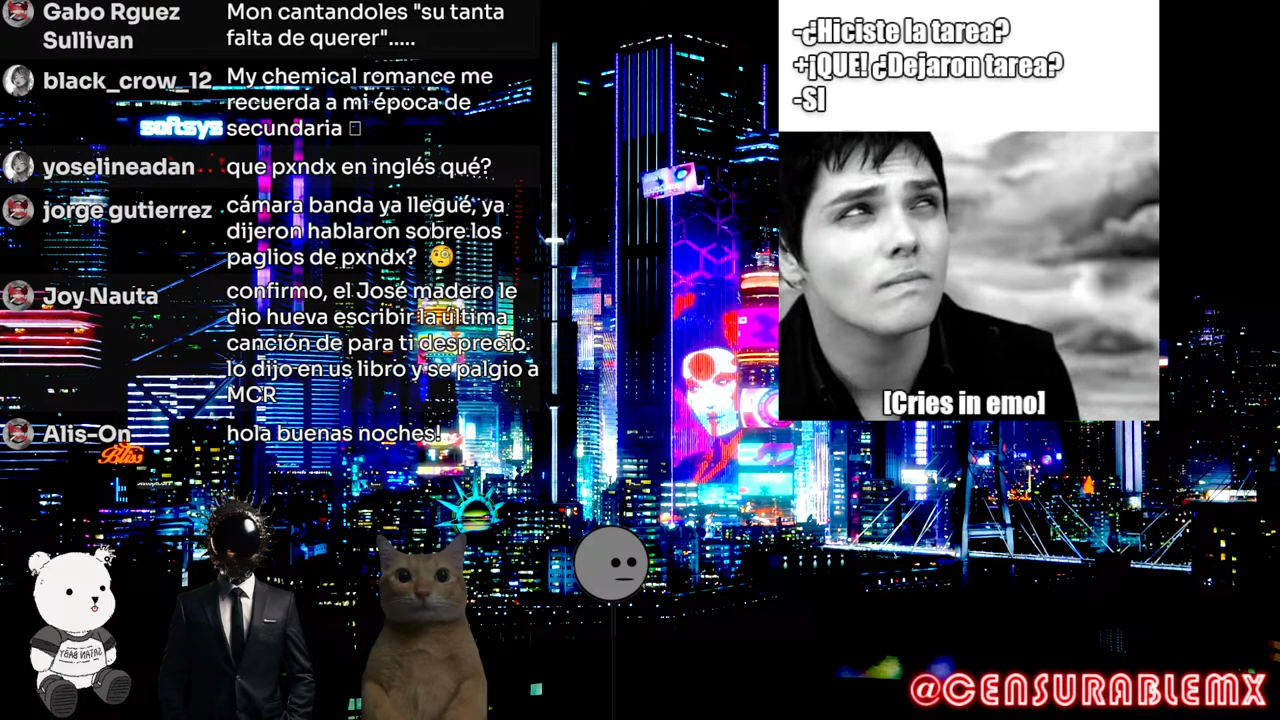 Gabo Rguez
Sullivan
Mon cantandoles "su tanta
falta de querer".....
black_crow_12
My chemical romance me
recuerda a mi época de
secundaria
yoselineadan
que pxndx en inglés qué?
jorge gutierrez
cámara banda ya llegué, ya
dijeron hablaron sobre los
paglios de pxndx? 🧐
Joy Nauta
confirmo, el José madero le
dio hueva escribir la última
canción de para ti desprecio.
lo dijo en us libro y se palgio a
MCR
Alis-On
hola buenas noches!
-¿Hiciste la tarea?
+¡QUE! ¿Dejaron tarea?
-SI
[Cries in emo]
softsys
Bliss
SATAN BABY
@CENSURABLEMX